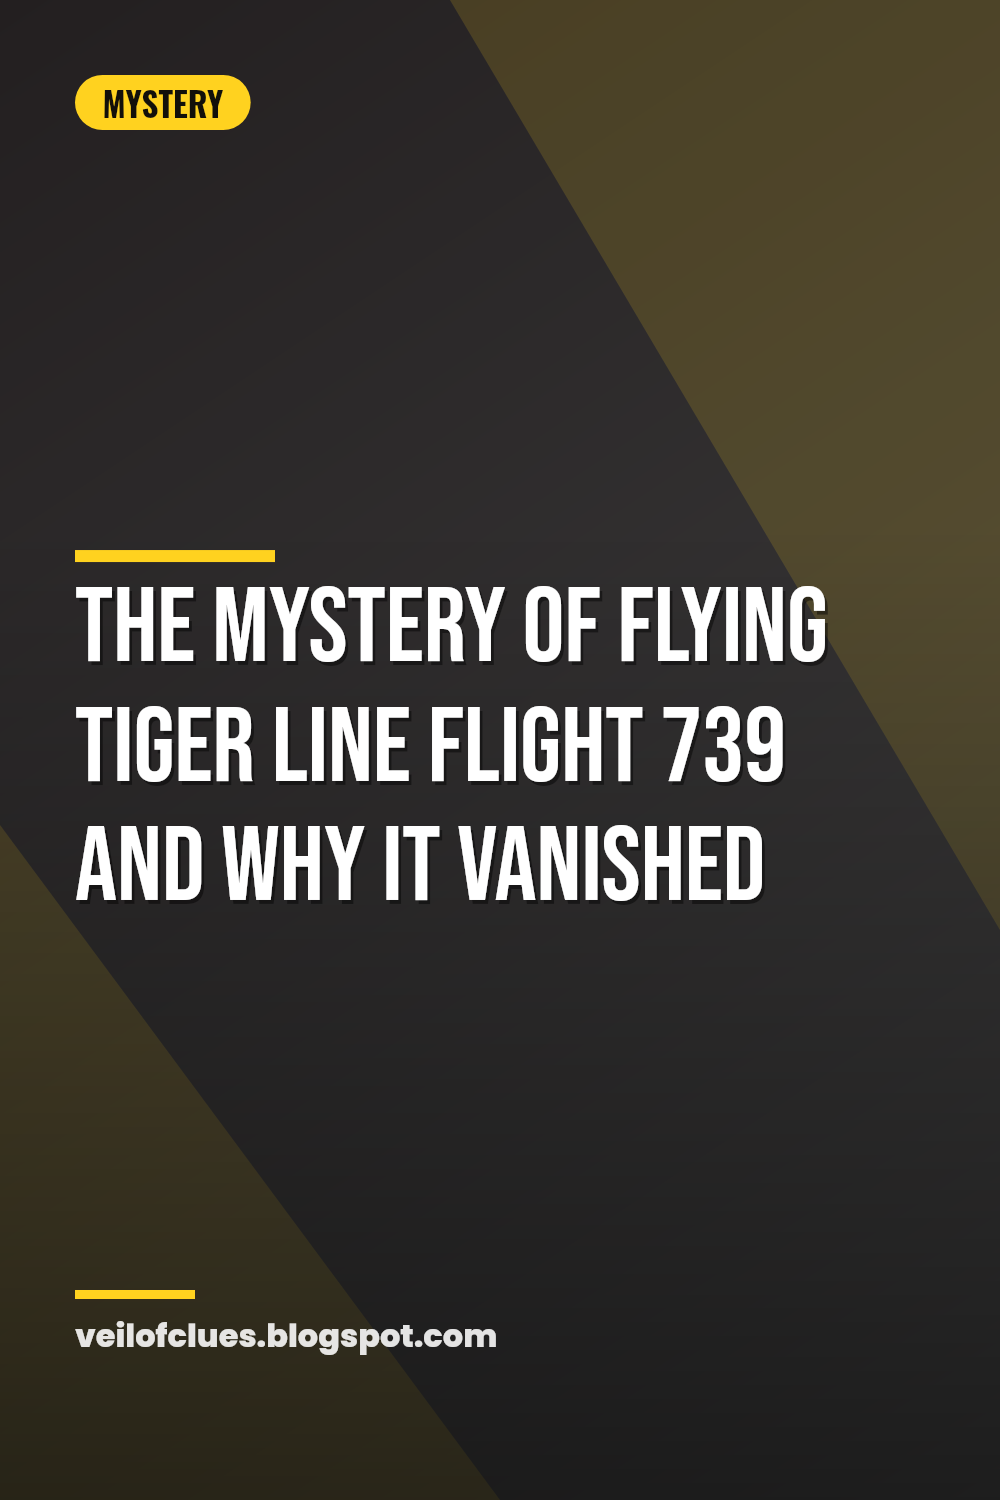 MYSTERY
THE MYSTERY OF FLYING
TIGER LINE FLIGHT 739
AND WHY IT VANISHED
veilofclues.blogspot.com